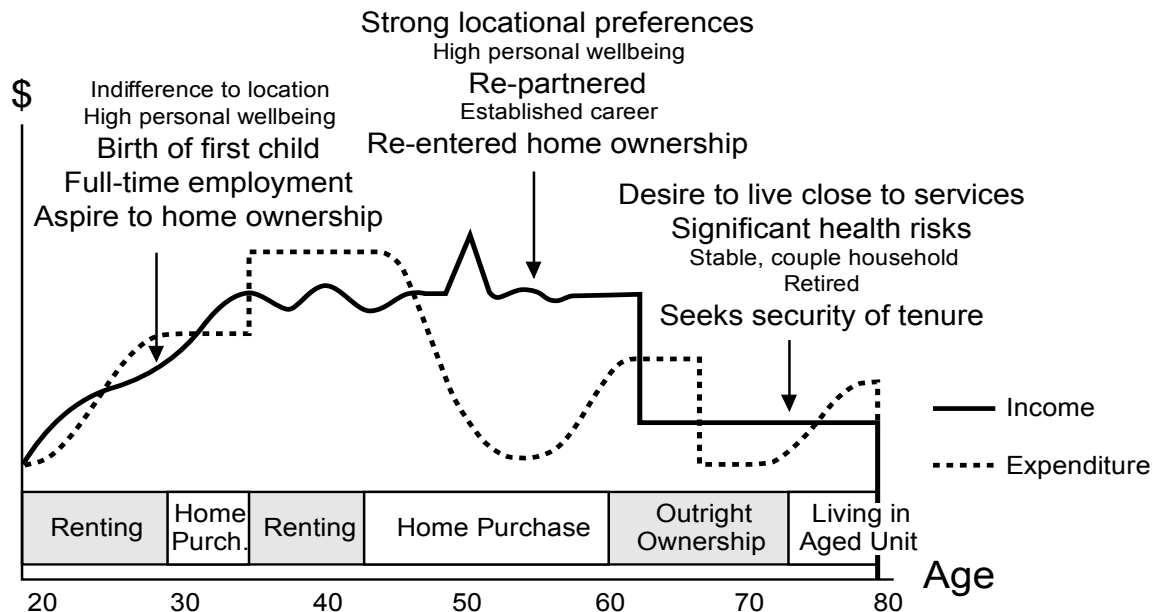 Strong locational preferences
High personal wellbeing
Re-partnered
Established career
Re-entered home ownership
$
Indifference to location
High personal wellbeing
Birth of first child
Full-time employment
Aspire to home ownership
Desire to live close to services
Significant health risks
Stable, couple household
Retired
Seeks security of tenure
Income
Expenditure
Renting
Home
Purch.
Renting
Home Purchase
Outright
Ownership
Living in
Aged Unit
Age
20 30 40 50 60 70 80